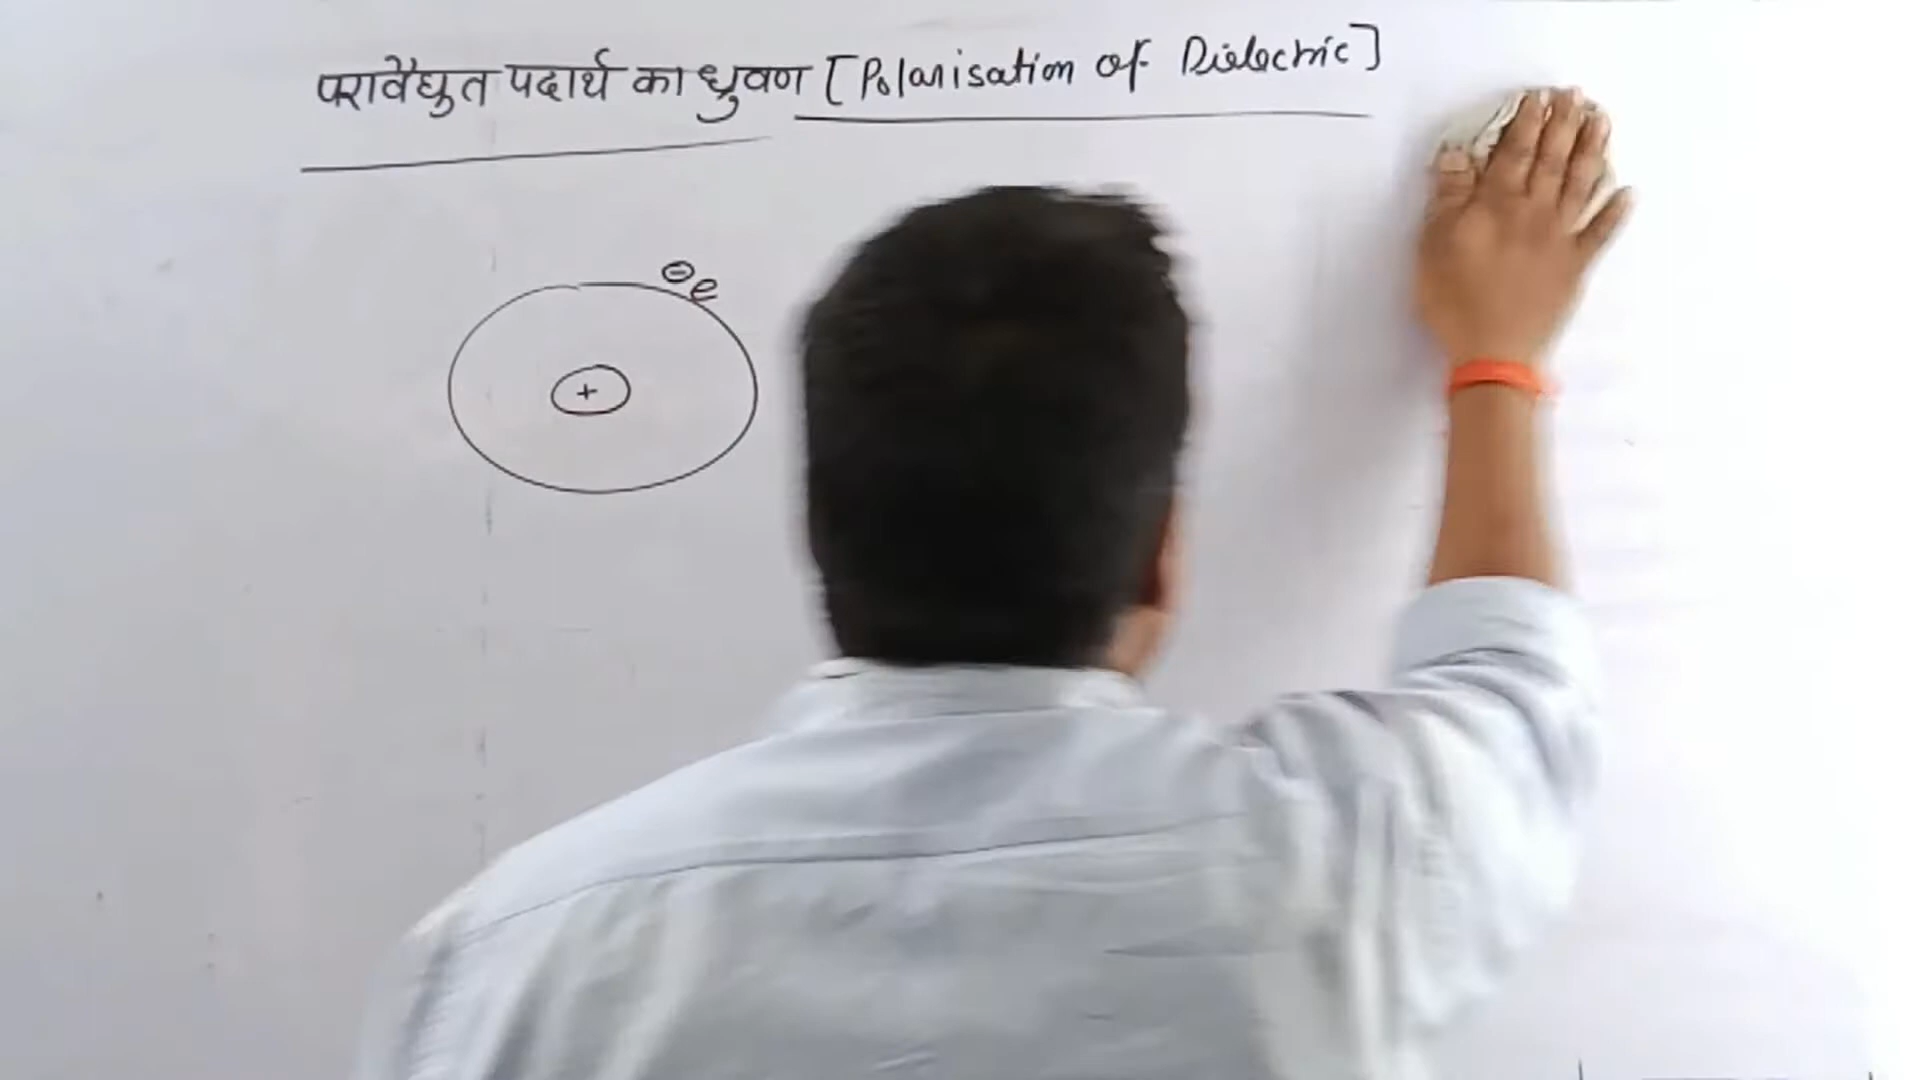 परावैद्युत पदार्थ का ध्रुवण [Polarisation of Dielectric]
⊖e
+